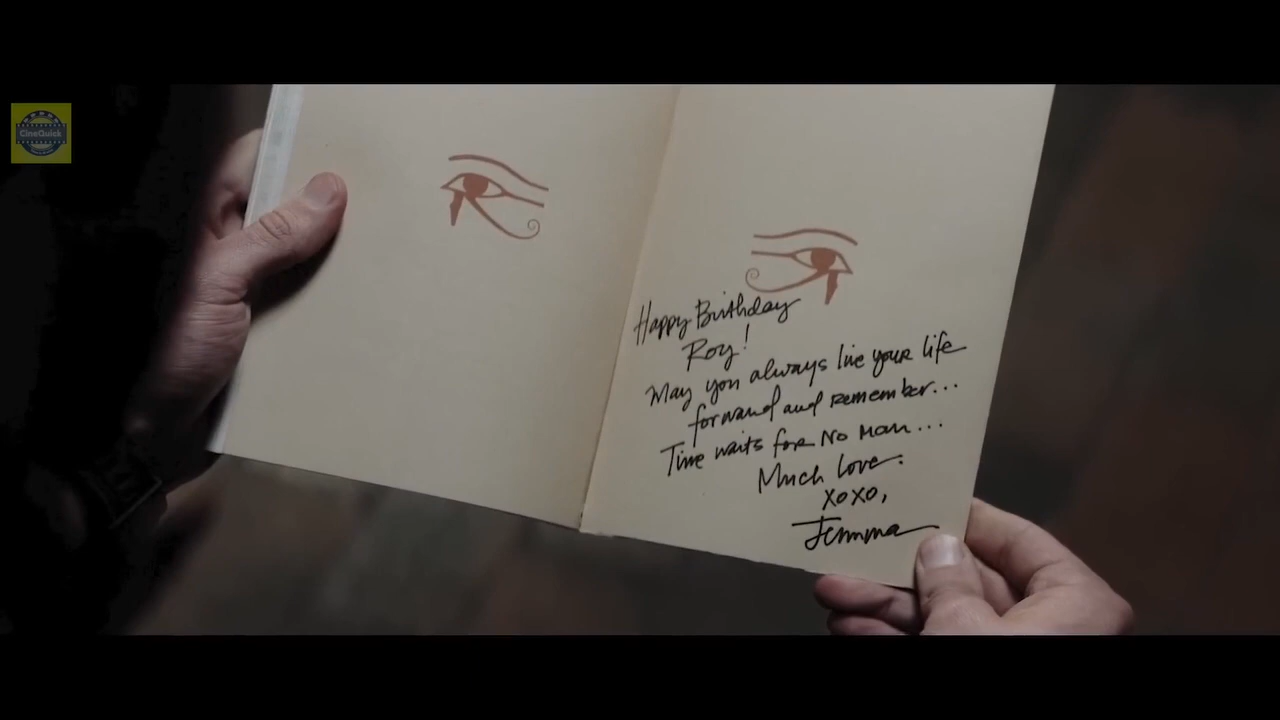 CineQuick
Happy Birthday
Roy!
May you always live your life
forward and remember...
Time waits for No Man...
Much Love.
XOXO,
Jemma